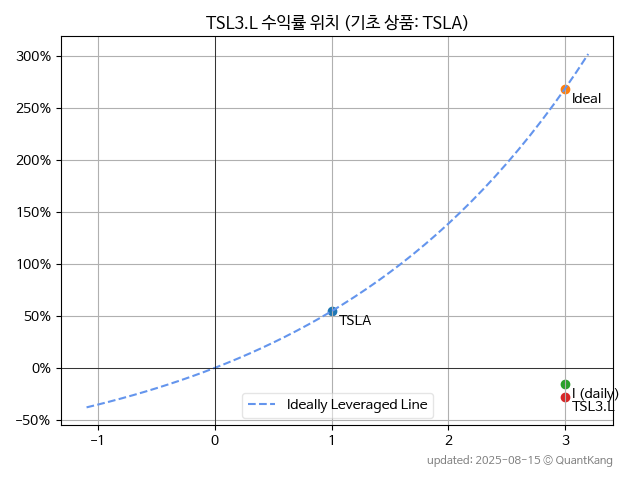 TSL3.L 수익률 위치 (기초 상품: TSLA)
300%
250%
200%
150%
100%
50%
0%
−50%
Ideal
TSLA
(daily)
TSL3.L
Ideally Leveraged Line
−1
0
1
2
3
updated: 2025-08-15 © QuantKang